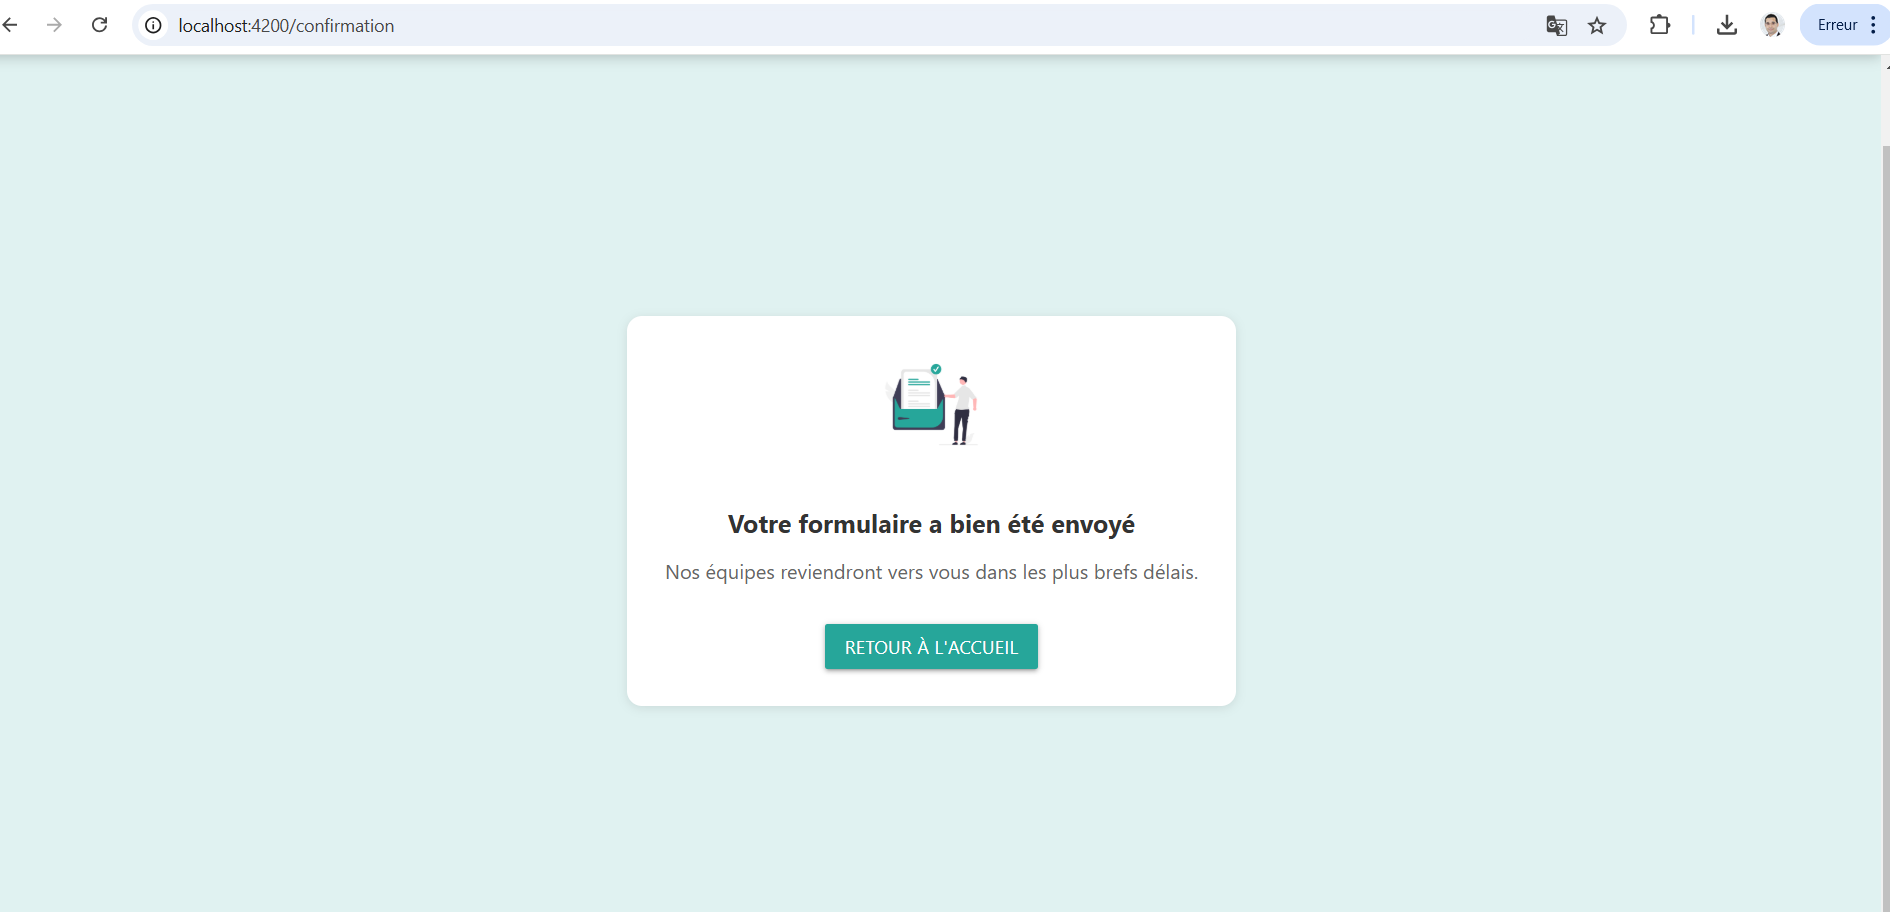 localhost:4200/confirmation
Erreur
Votre formulaire a bien été envoyé
Nos équipes reviendront vers vous dans les plus brefs délais.
RETOUR À L'ACCUEIL